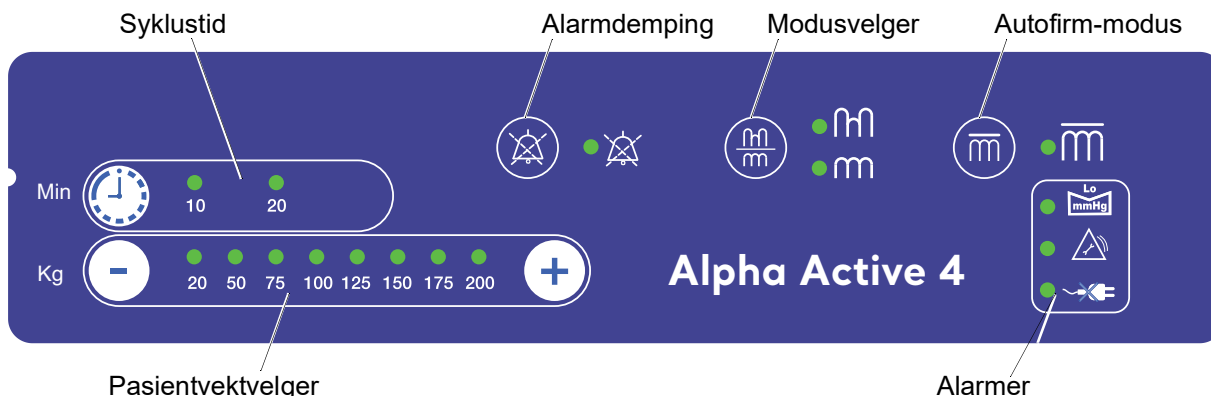 Syklustid Alarmdemping Modusvelger Autofirm-modus
Min
10 20
Lo
mmHg
Kg
20 50 75 100 125 150 175 200
Alpha Active 4
Pasientvektvelger Alarmer